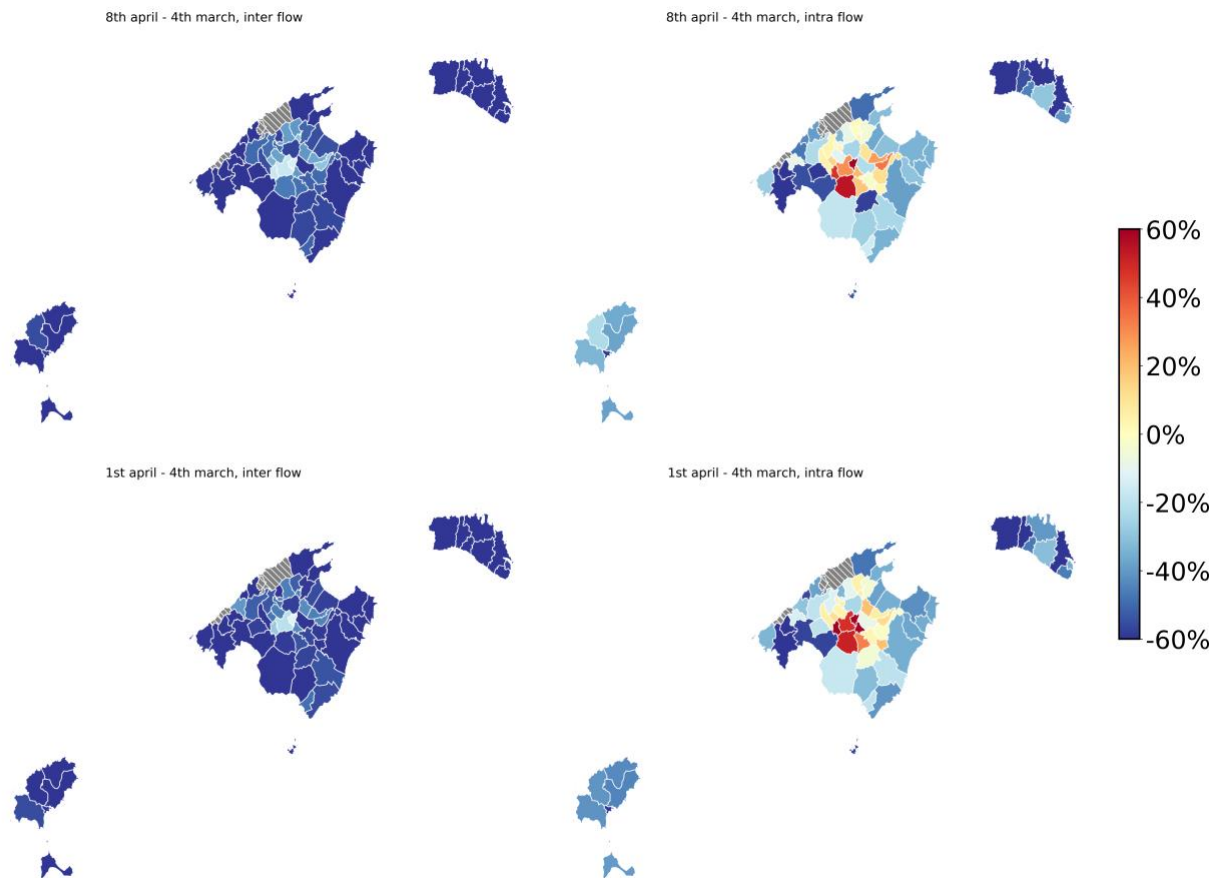 8th april - 4th march, inter flow
8th april - 4th march, intra flow
60%
40%
20%
0%
-20%
-40%
-60%
1st april - 4th march, inter flow
1st april - 4th march, intra flow